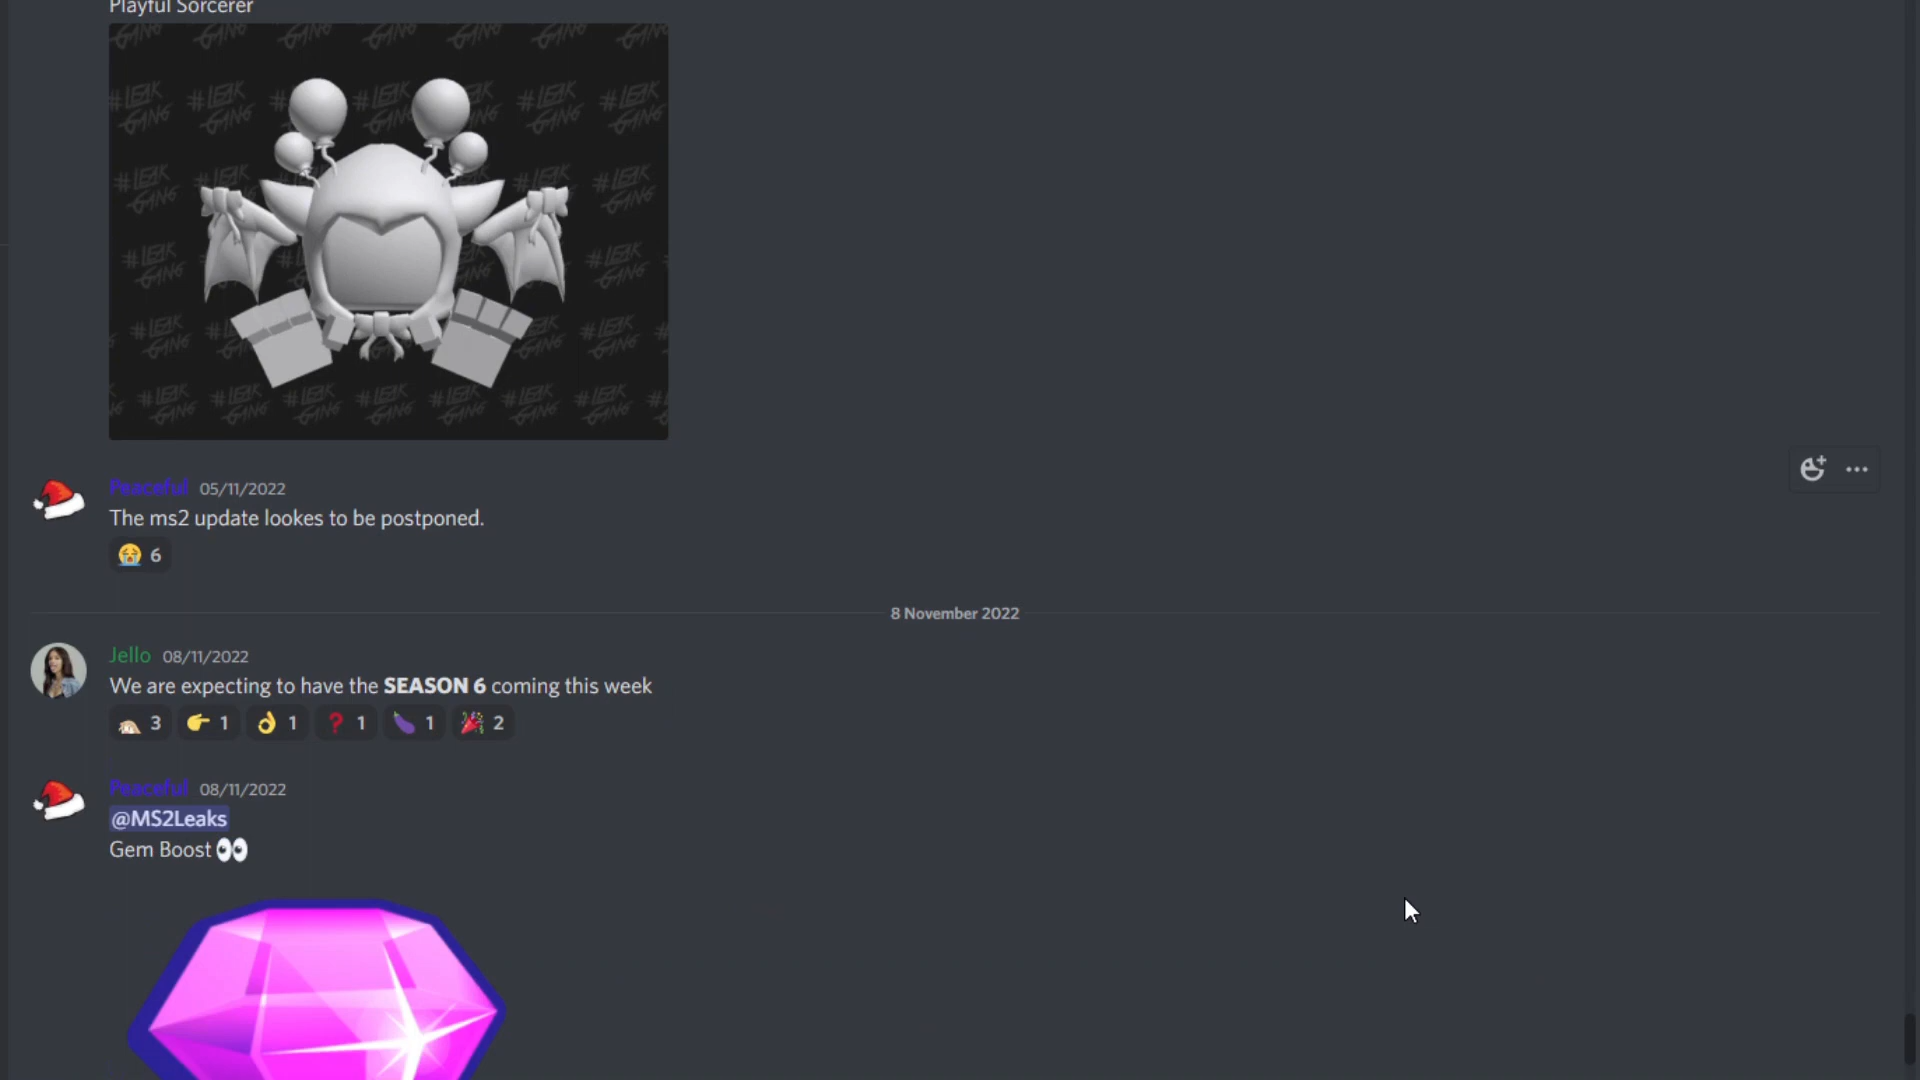 Playful Sorcerer
#LEAK GANG
Peaceful 05/11/2022
The ms2 update lookes to be postponed.
6
8 November 2022
Jello 08/11/2022
We are expecting to have the SEASON 6 coming this week
3 1 1 1 1 2
Peaceful 08/11/2022
@MS2Leaks
Gem Boost